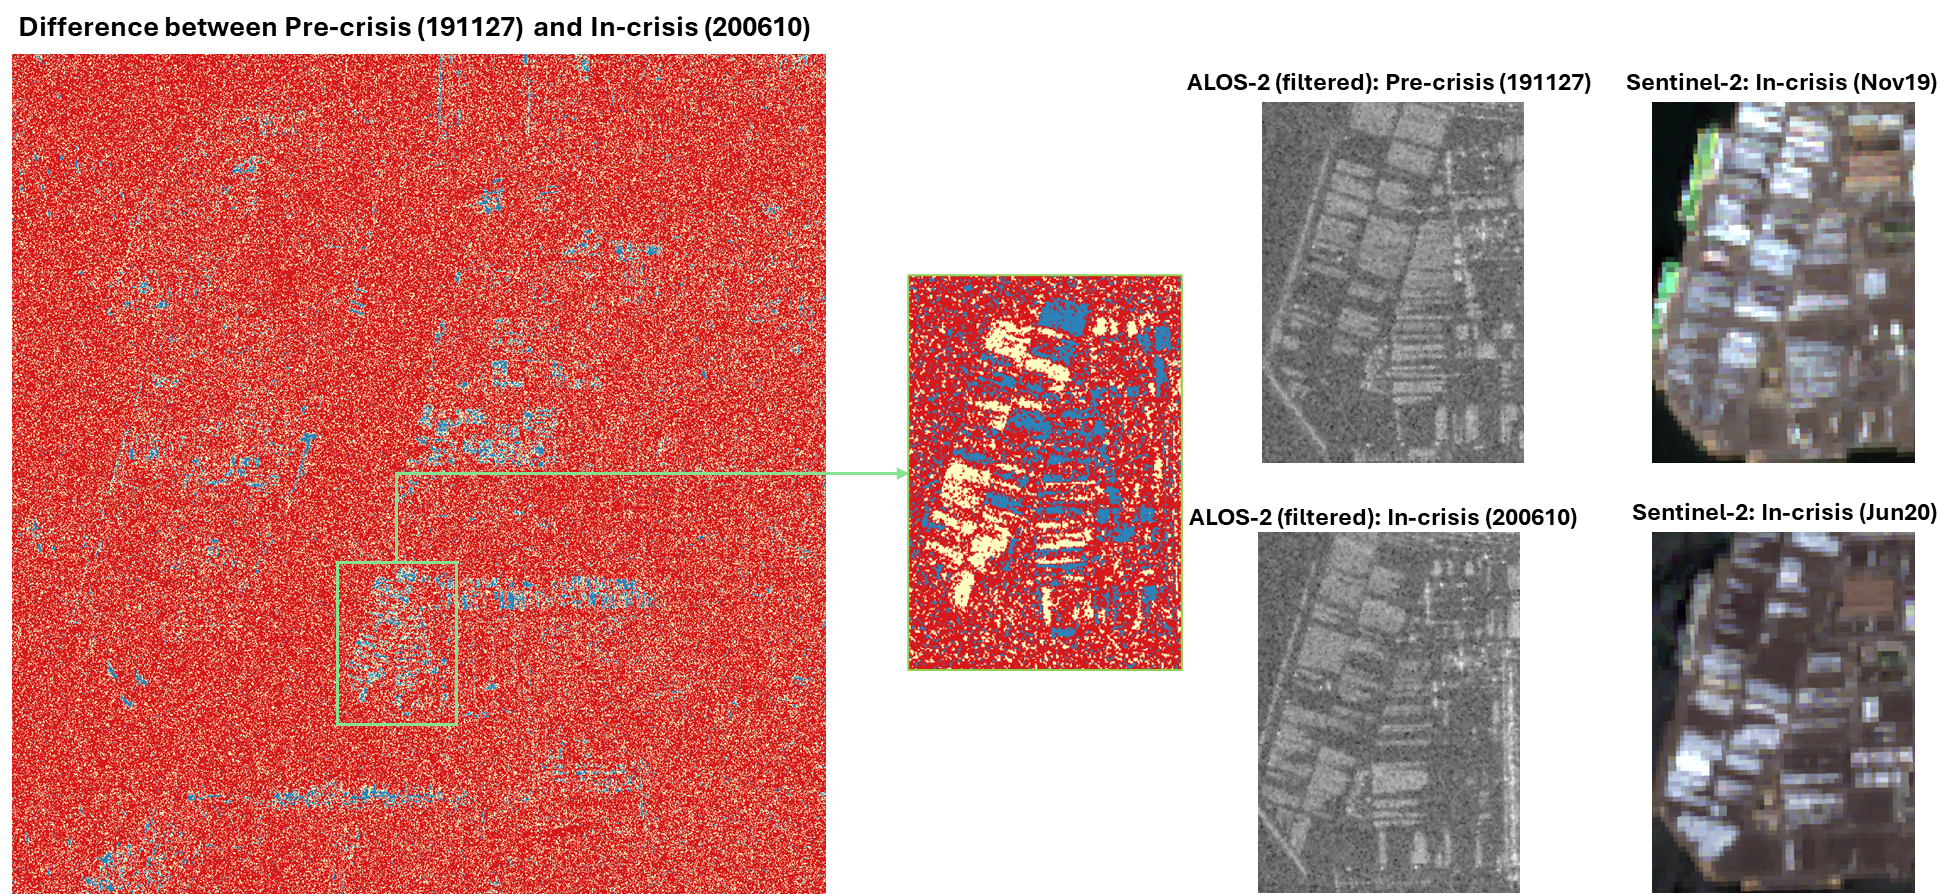 Difference between Pre-crisis (191127) and In-crisis (200610)
ALOS-2 (filtered): Pre-crisis (191127)
Sentinel-2: In-crisis (Nov19)
ALOS-2 (filtered): In-crisis (200610)
Sentinel-2: In-crisis (Jun20)